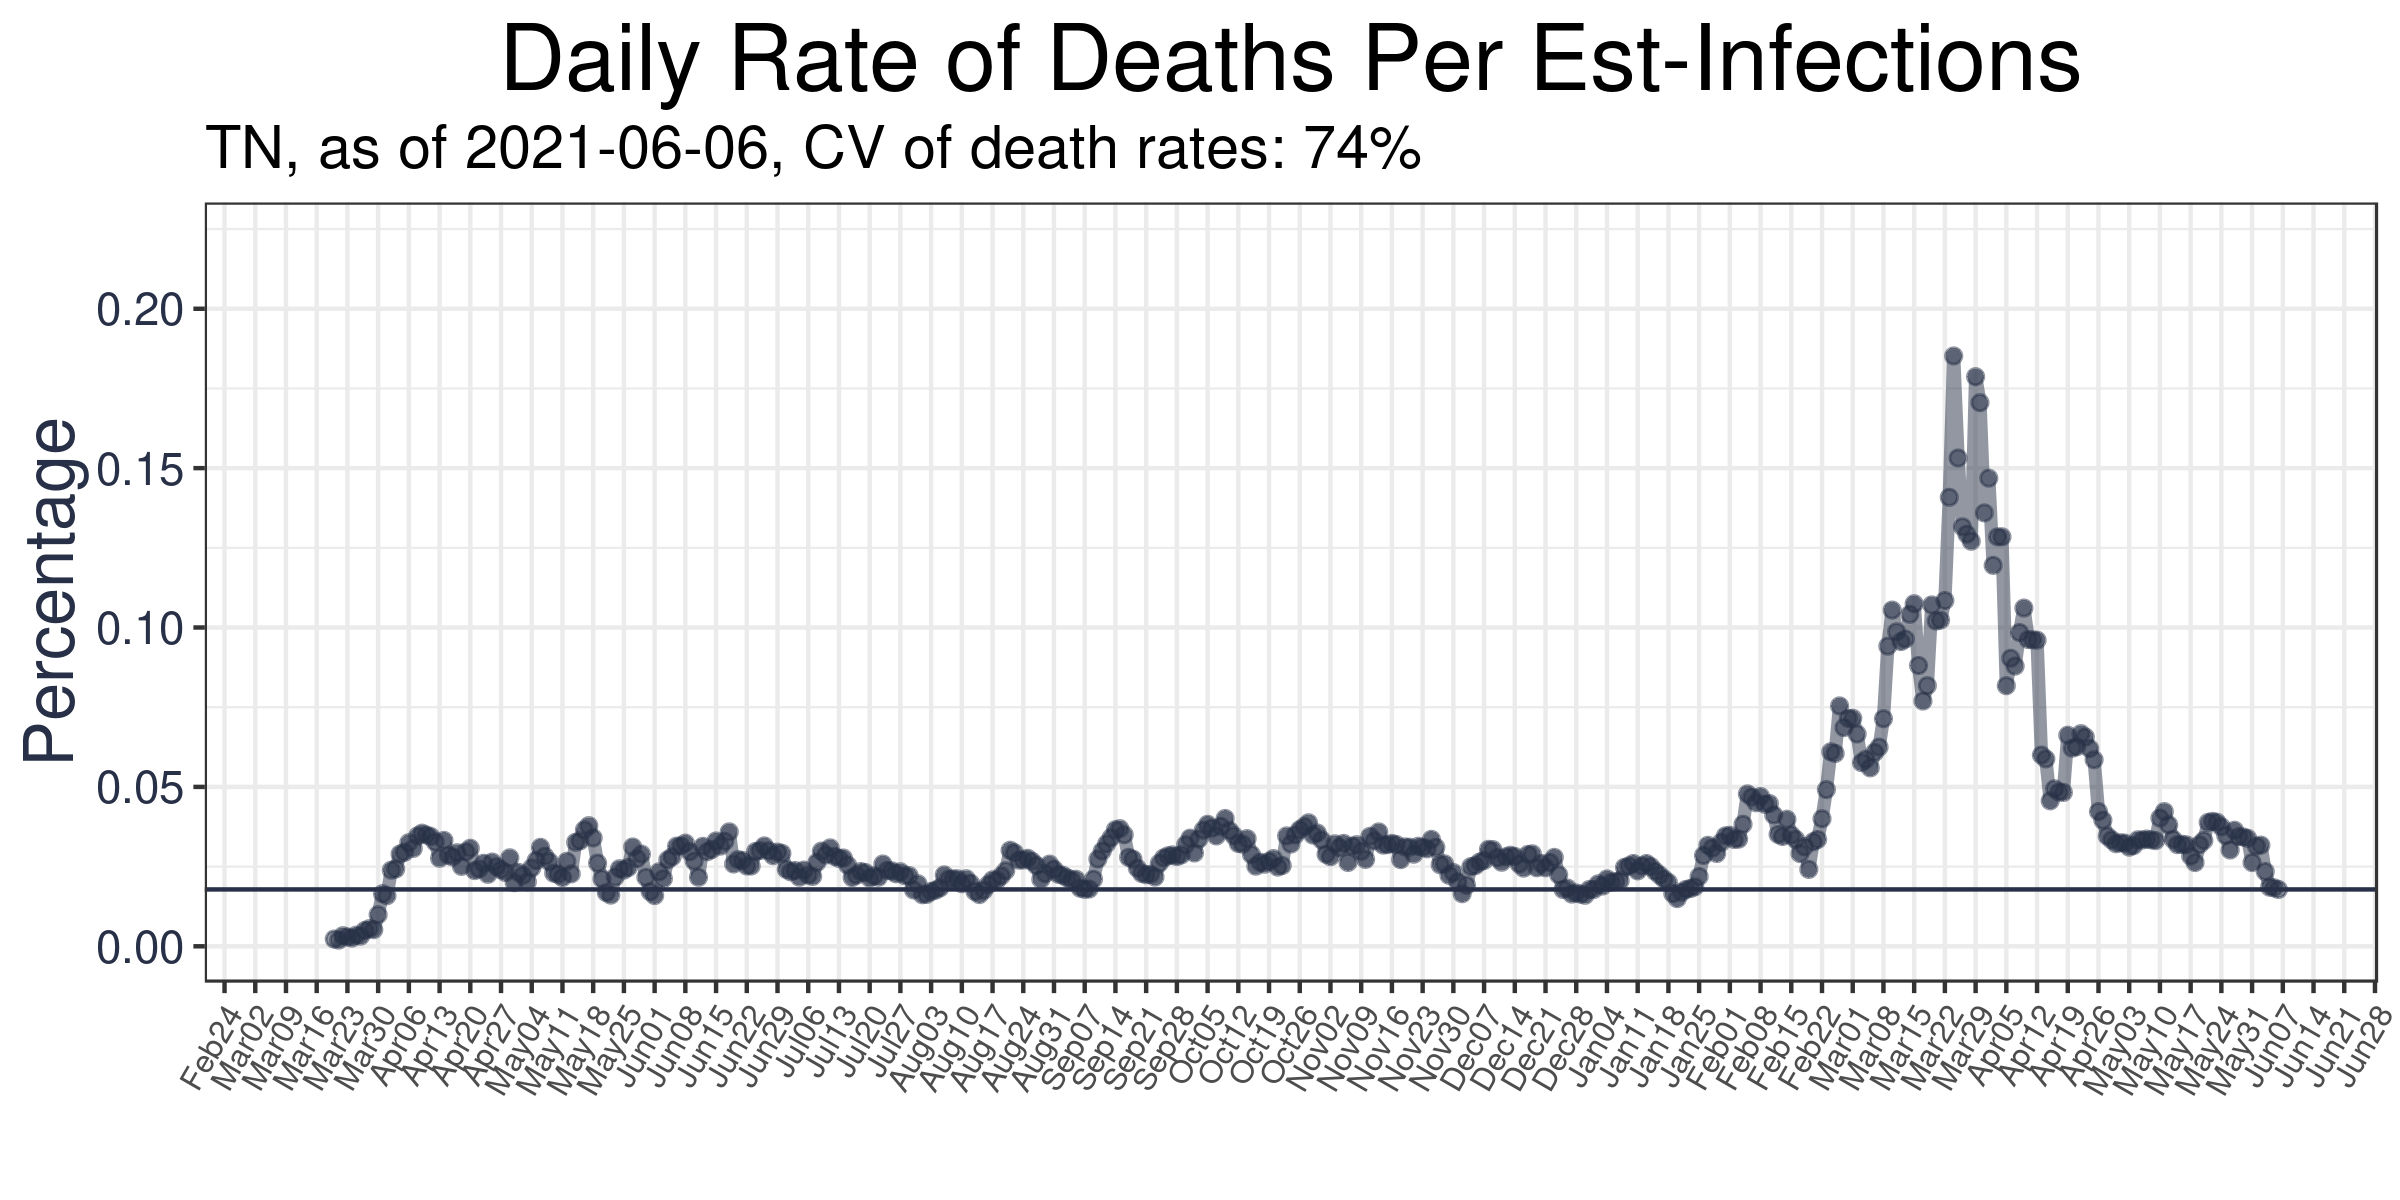 Daily Rate of Deaths Per Est-Infections
TN, as of 2021-06-06, CV of death rates: 74%
Percentage
0.20
0.15
0.10
0.05
0.00
Feb24
Mar02
Mar09
Mar16
Mar23
Mar30
Apr06
Apr13
Apr20
Apr27
May04
May11
May18
May25
Jun01
Jun08
Jun15
Jun22
Jun29
Jul06
Jul13
Jul20
Jul27
Aug03
Aug10
Aug17
Aug24
Aug31
Sep07
Sep14
Sep21
Sep28
Oct05
Oct12
Oct19
Oct26
Nov02
Nov09
Nov16
Nov23
Nov30
Dec07
Dec14
Dec21
Dec28
Jan04
Jan11
Jan18
Jan25
Feb01
Feb08
Feb15
Feb22
Mar01
Mar08
Mar15
Mar22
Mar29
Apr05
Apr12
Apr19
Apr26
May03
May10
May17
May24
May31
Jun07
Jun14
Jun21
Jun28